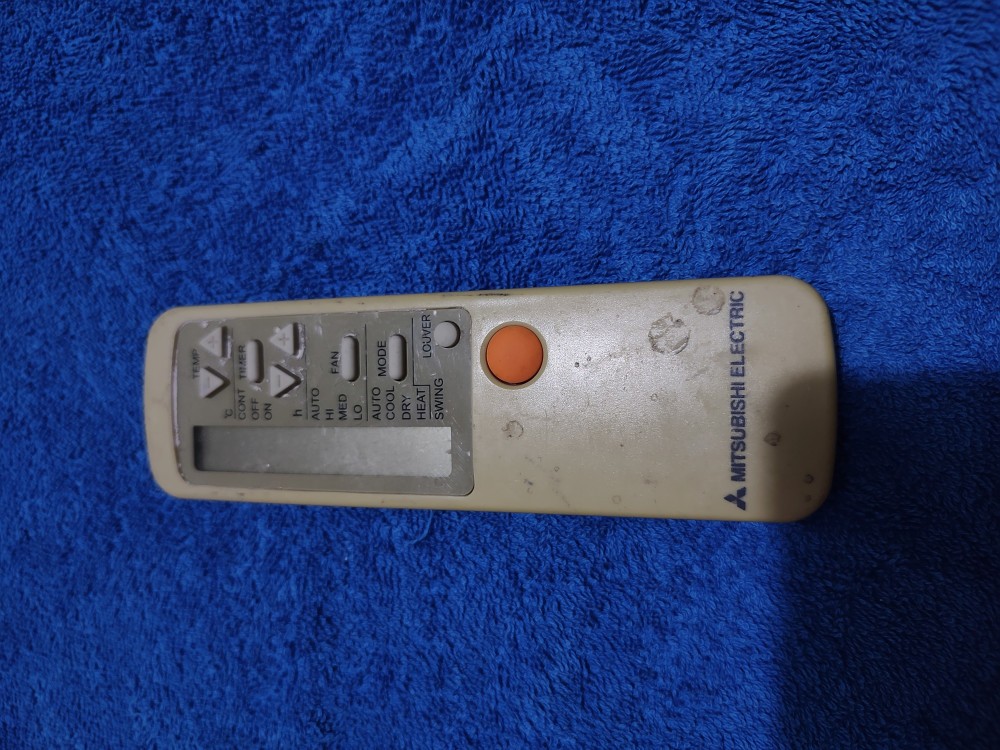 TEMP
℃
TIMER
CONT
OFF
ON
h
FAN
AUTO
HI
MED
LO
MODE
AUTO
COOL
DRY
HEAT
LOUVER
SWING
MITSUBISHI ELECTRIC